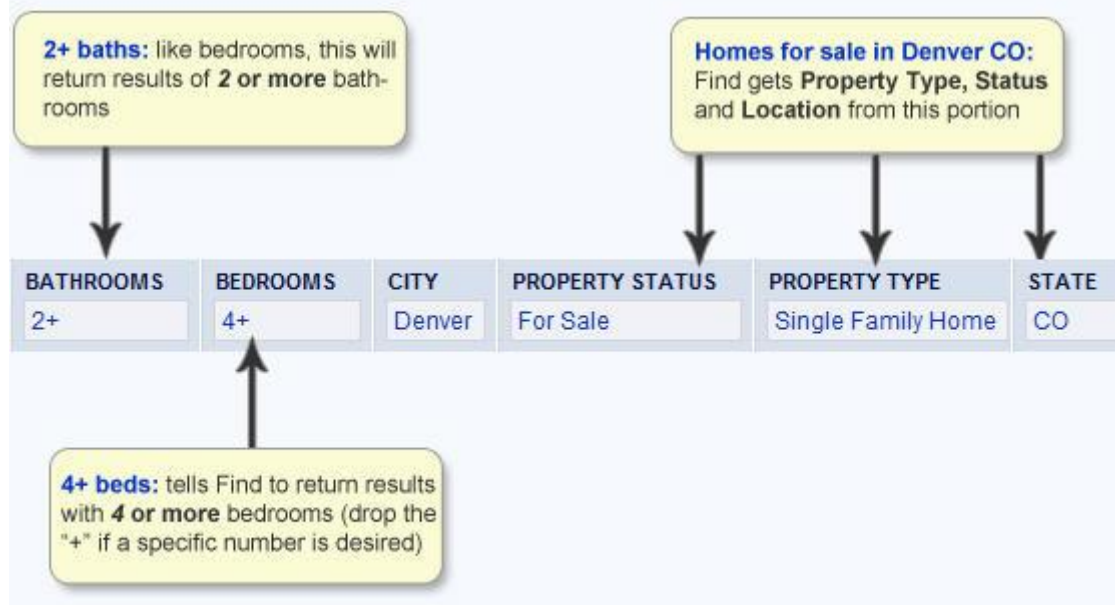 2+ baths: like bedrooms, this will
return results of 2 or more bath-
rooms
Homes for sale in Denver CO:
Find gets Property Type, Status
and Location from this portion
BATHROOMS BEDROOMS CITY PROPERTY STATUS PROPERTY TYPE STATE
2+ 4+ Denver For Sale Single Family Home CO
4+ beds: tells Find to return results
with 4 or more bedrooms (drop the
"+" if a specific number is desired)